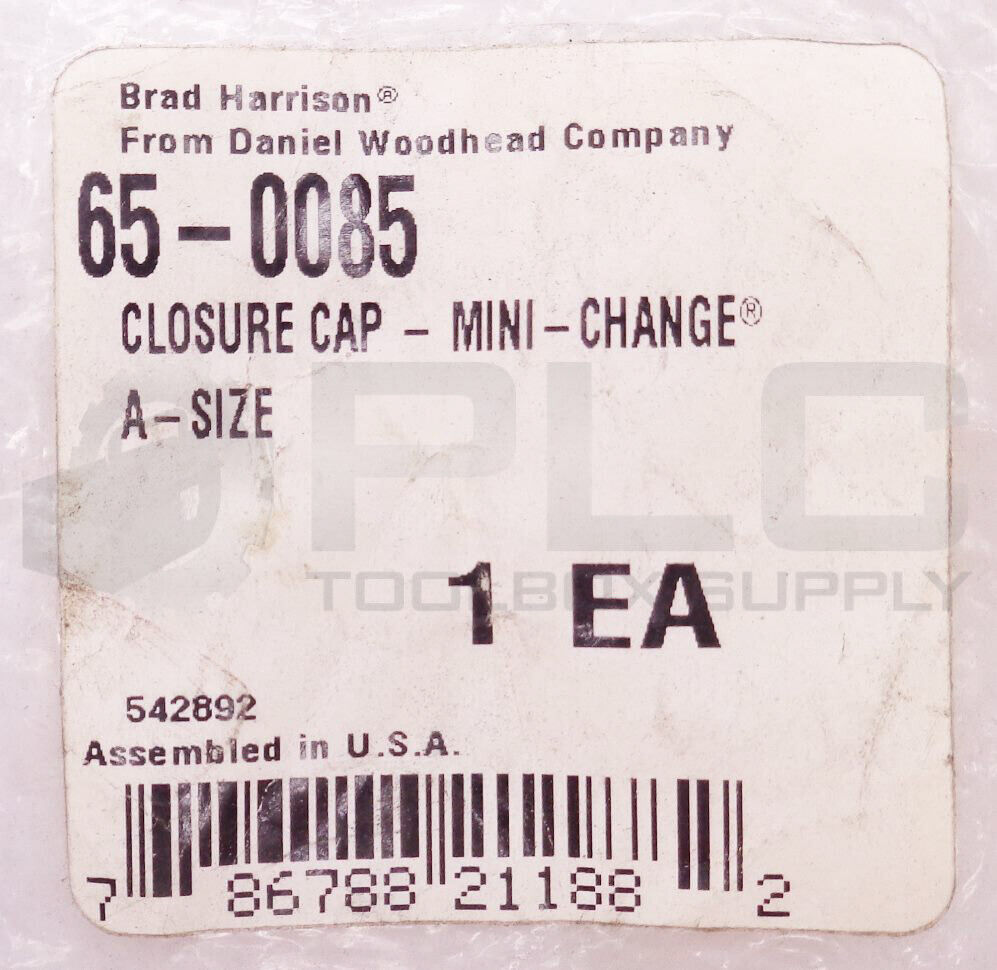 Brad Harrison®
From Daniel Woodhead Company
65-0085
CLOSURE CAP - MINI-CHANGE®
A-SIZE
PLC
TOOLBOX SUPPLY
1 EA
542892
Assembled in U.S.A.
7 86788 21188 2